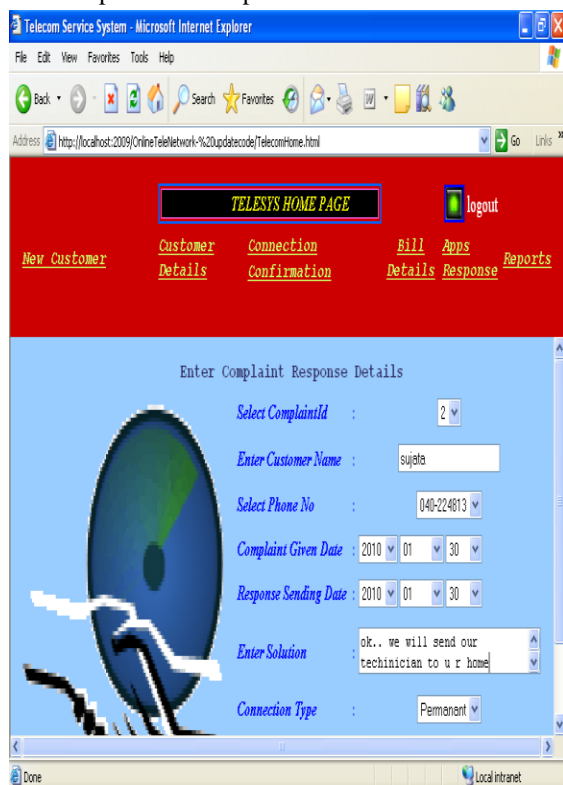 Telecom Service System - Microsoft Internet Explorer
File Edit View Favorites Tools Help
Back Search Favorites
Address http://localhost:2009/OnlineTeleNetwork-%20updatecode/TelecomHome.html Go Links »
TELESYS HOME PAGE logout
New Customer Customer Details Connection Confirmation Bill Details Apps Response Reports
Enter Complaint Response Details
Select ComplaintId : 2
Enter Customer Name : sujata
Select Phone No : 040-224813
Complaint Given Date : 2010 01 30
Response Sending Date : 2010 01 30
Enter Solution : ok.. we will send our
techinician to u r home
Connection Type : Permanant
Done Local intranet